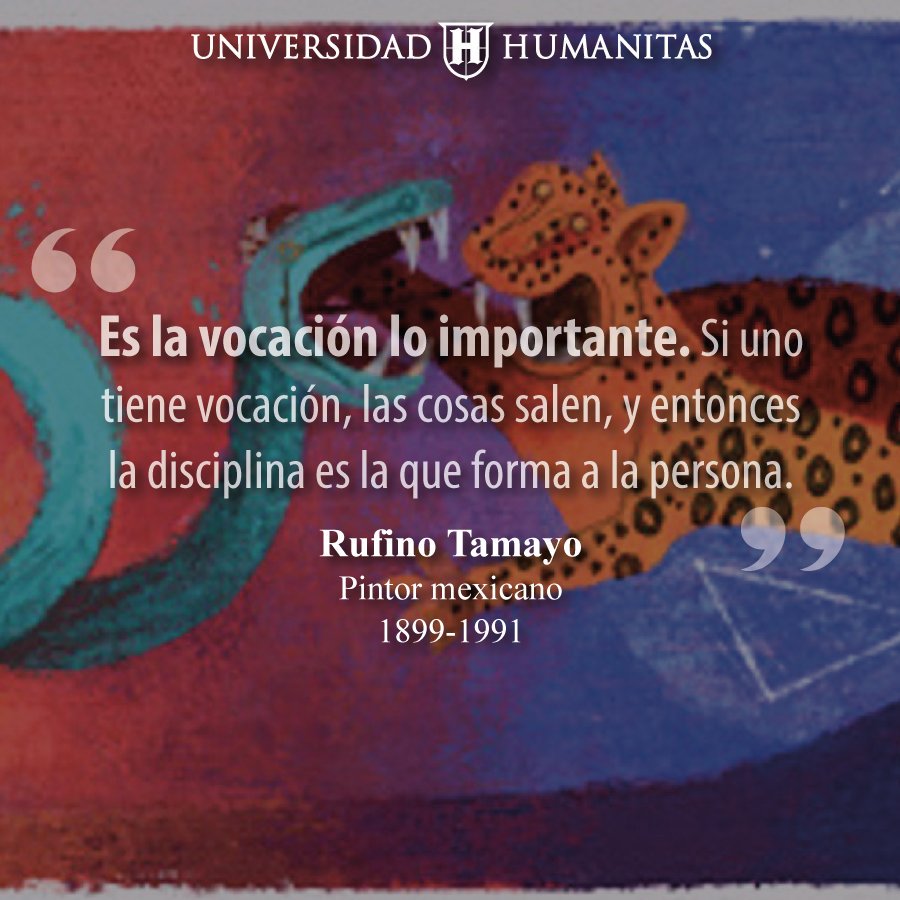 UNIVERSIDAD H HUMANITAS
“Es la vocación lo importante. Si uno
tiene vocación, las cosas salen, y entonces
la disciplina es la que forma a la persona.”
Rufino Tamayo
Pintor mexicano
1899-1991